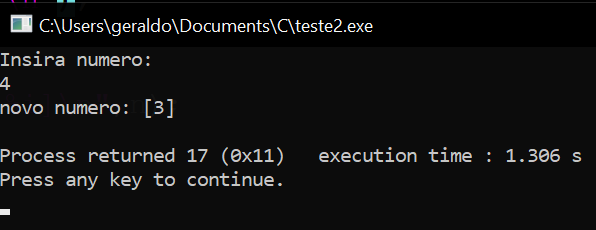 C:\Users\geraldo\Documents\C\teste2.exe
Insira numero:
4
novo numero: [3]
Process returned 17 (0x11)   execution time : 1.306 s
Press any key to continue.